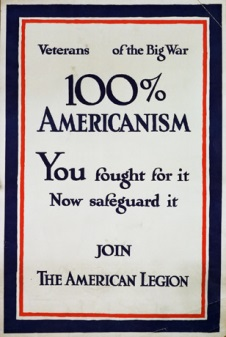 Veterans of the Big War
100%
AMERICANISM
You fought for it
Now safeguard it
JOIN
THE AMERICAN LEGION